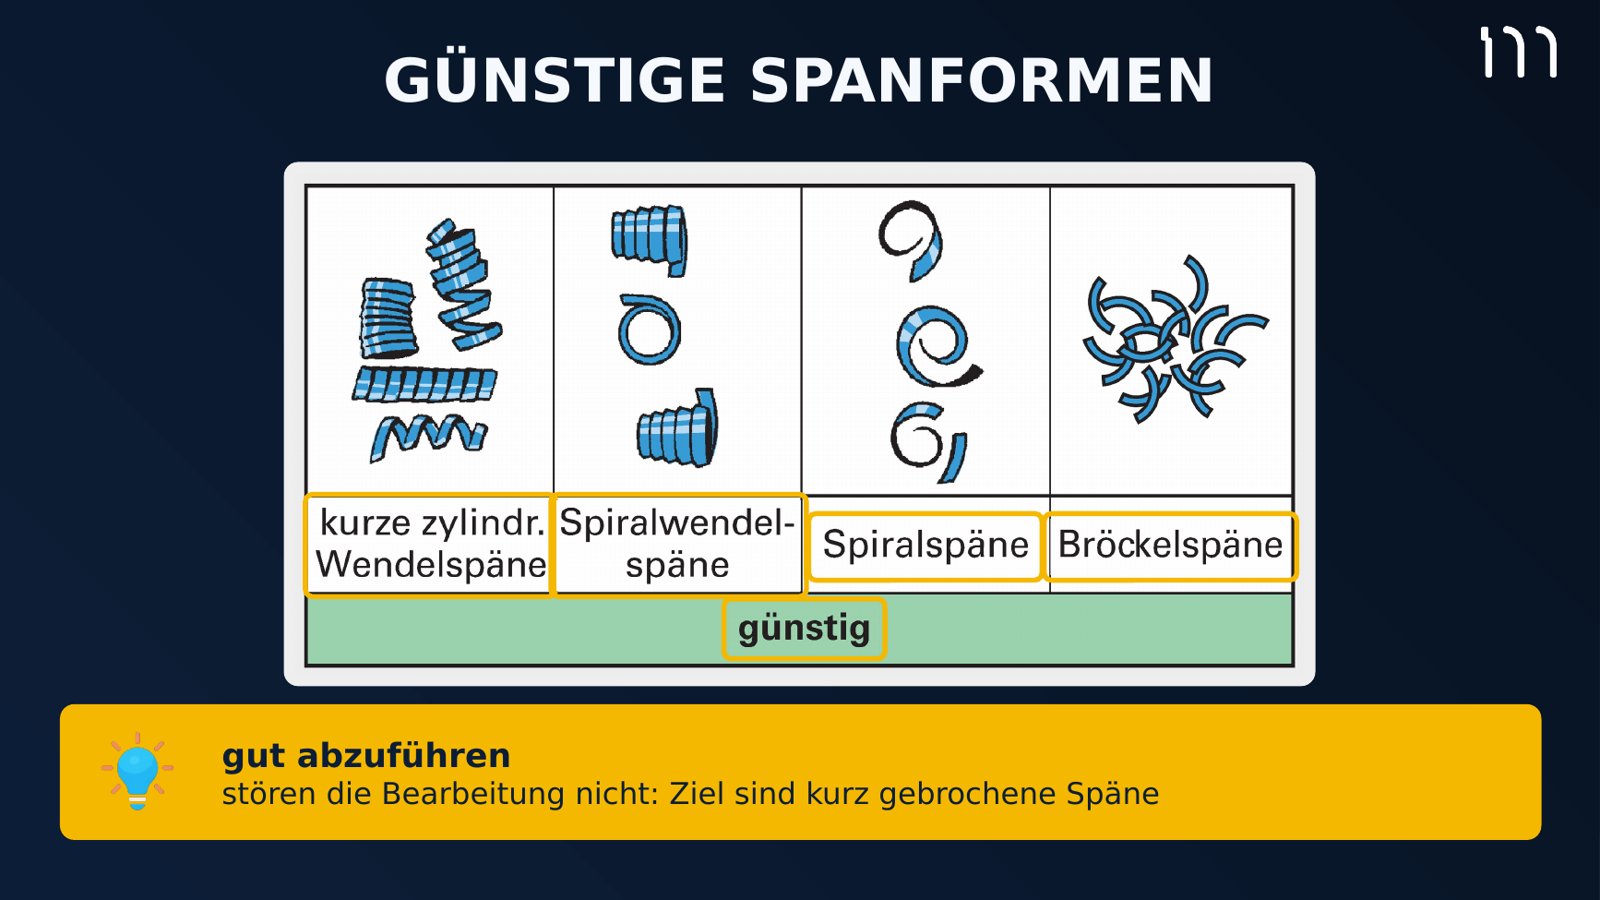 GÜNSTIGE SPANFORMEN
kurze zylindr.
Wendelspäne
Spiralwendel-
späne
Spiralspäne
Bröckelspäne
günstig
gut abzuführen
stören die Bearbeitung nicht: Ziel sind kurz gebrochene Späne